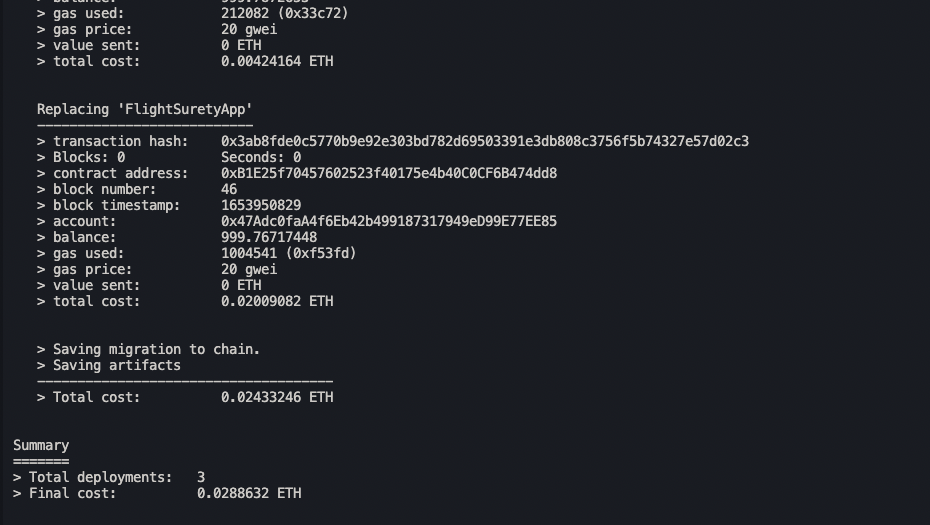 > gas used: 212082 (0x33c72)
> gas price: 20 gwei
> value sent: 0 ETH
> total cost: 0.00424164 ETH
Replacing 'FlightSuretyApp'
---------------------------
> transaction hash: 0x3ab8fde0c5770b9e92e303bd782d69503391e3db808c3756f5b74327e57d02c3
> Blocks: 0 Seconds: 0
> contract address: 0xB1E25f70457602523f40175e4b40C0CF6B474dd8
> block number: 46
> block timestamp: 1653950829
> account: 0x47Adc0faA4f6Eb42b499187317949eD99E77EE85
> balance: 999.76717448
> gas used: 1004541 (0xf53fd)
> gas price: 20 gwei
> value sent: 0 ETH
> total cost: 0.02009082 ETH
> Saving migration to chain.
> Saving artifacts
-------------------------------------
> Total cost: 0.02433246 ETH
Summary
=======
> Total deployments: 3
> Final cost: 0.0288632 ETH